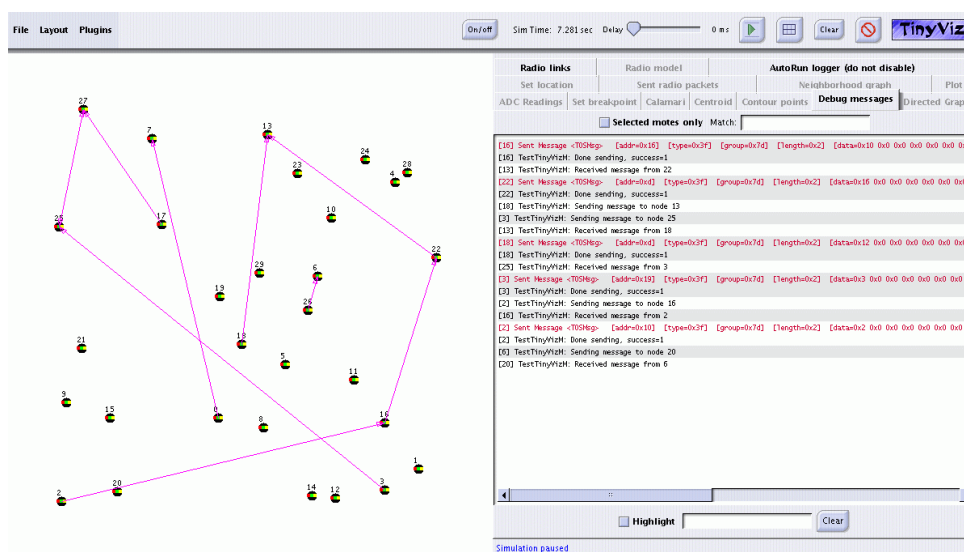 File Layout Plugins
On/off Sim Time: 7.281 sec Delay 0 ms Clear TinyViz
Radio links Radio model AutoRun logger (do not disable)
Set location Sent radio packets Neighborhood graph Plot
ADC Readings Set breakpoint Calamari Centroid Contour points Debug messages Directed Grap
Selected motes only Match:
[16] Sent Message <TOSMsg> [addr=0x16] [type=0x3f] [group=0x7d] [length=0x2] [data=0x10 0x0 0x0 0x0 0x0 0x0 0x
[16] TestTinyVizM: Done sending, success=1
[13] TestTinyVizM: Received message from 22
[22] Sent Message <TOSMsg> [addr=0xd] [type=0x3f] [group=0x7d] [length=0x2] [data=0x16 0x0 0x0 0x0 0x0 0x0 0x
[22] TestTinyVizM: Done sending, success=1
[18] TestTinyVizM: Sending message to node 13
[3] TestTinyVizM: Sending message to node 25
[13] TestTinyVizM: Received message from 18
[18] Sent Message <TOSMsg> [addr=0xd] [type=0x3f] [group=0x7d] [length=0x2] [data=0x12 0x0 0x0 0x0 0x0 0x0 0x
[18] TestTinyVizM: Done sending, success=1
[25] TestTinyVizM: Received message from 3
[3] Sent Message <TOSMsg> [addr=0x19] [type=0x3f] [group=0x7d] [length=0x2] [data=0x3 0x0 0x0 0x0 0x0 0x0 0x0
[3] TestTinyVizM: Done sending, success=1
[2] TestTinyVizM: Sending message to node 16
[16] TestTinyVizM: Received message from 2
[2] Sent Message <TOSMsg> [addr=0x10] [type=0x3f] [group=0x7d] [length=0x2] [data=0x2 0x0 0x0 0x0 0x0 0x0 0x0
[2] TestTinyVizM: Done sending, success=1
[6] TestTinyVizM: Sending message to node 20
[20] TestTinyVizM: Received message from 6
Highlight Clear
Simulation paused
27
7
13
24
28
4
23
17
10
25
22
29
6
19
26
18
21
5
11
9
15
8
16
1
2
20
14
12
3